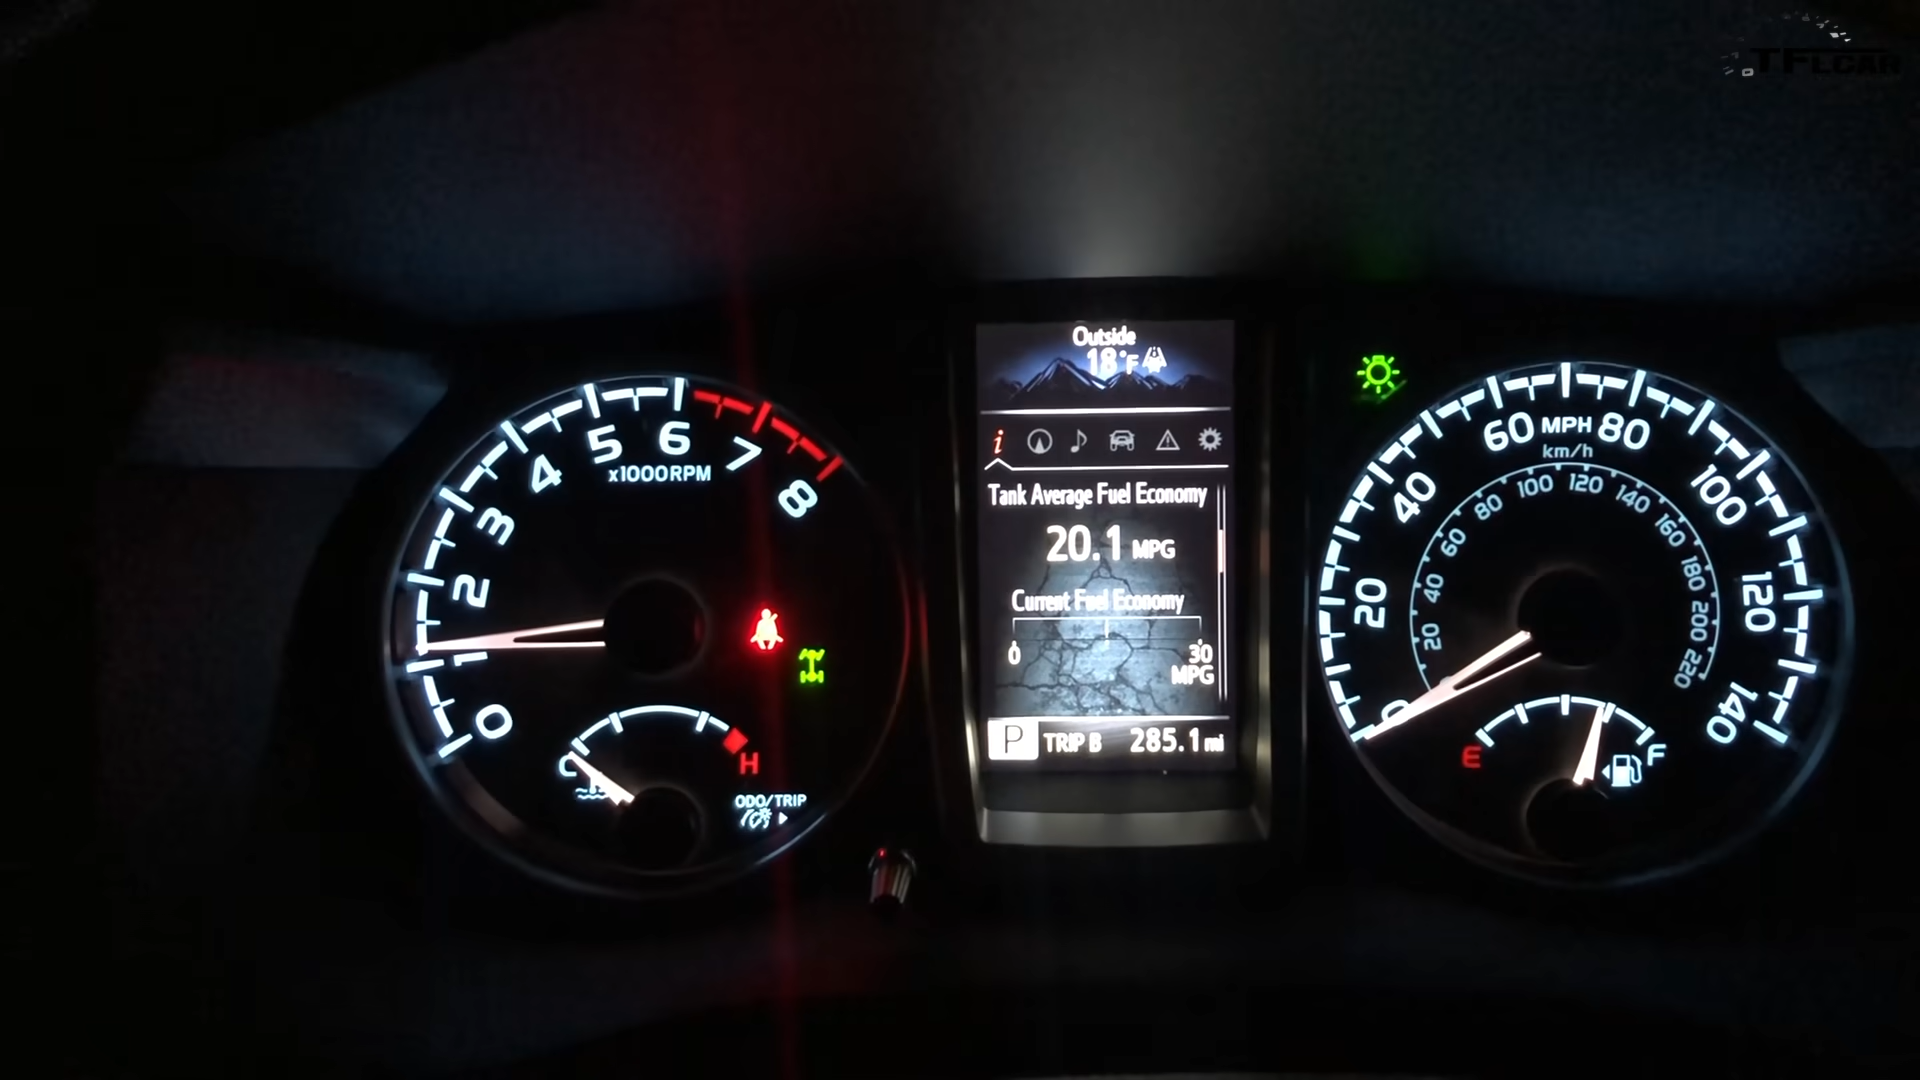 TFLCAR
Outside
18°F
i
Tank Average Fuel Economy
20.1 MPG
Current Fuel Economy
0 30
MPG
P TRIP B 285.1 mi
0 1 2 3 4 5 6 7 8
x1000RPM
C H
ODO/TRIP
0 20 40 60 80 100 120 140
MPH
km/h
20 40 60 80 100 120 140 160 180 200 220
E F